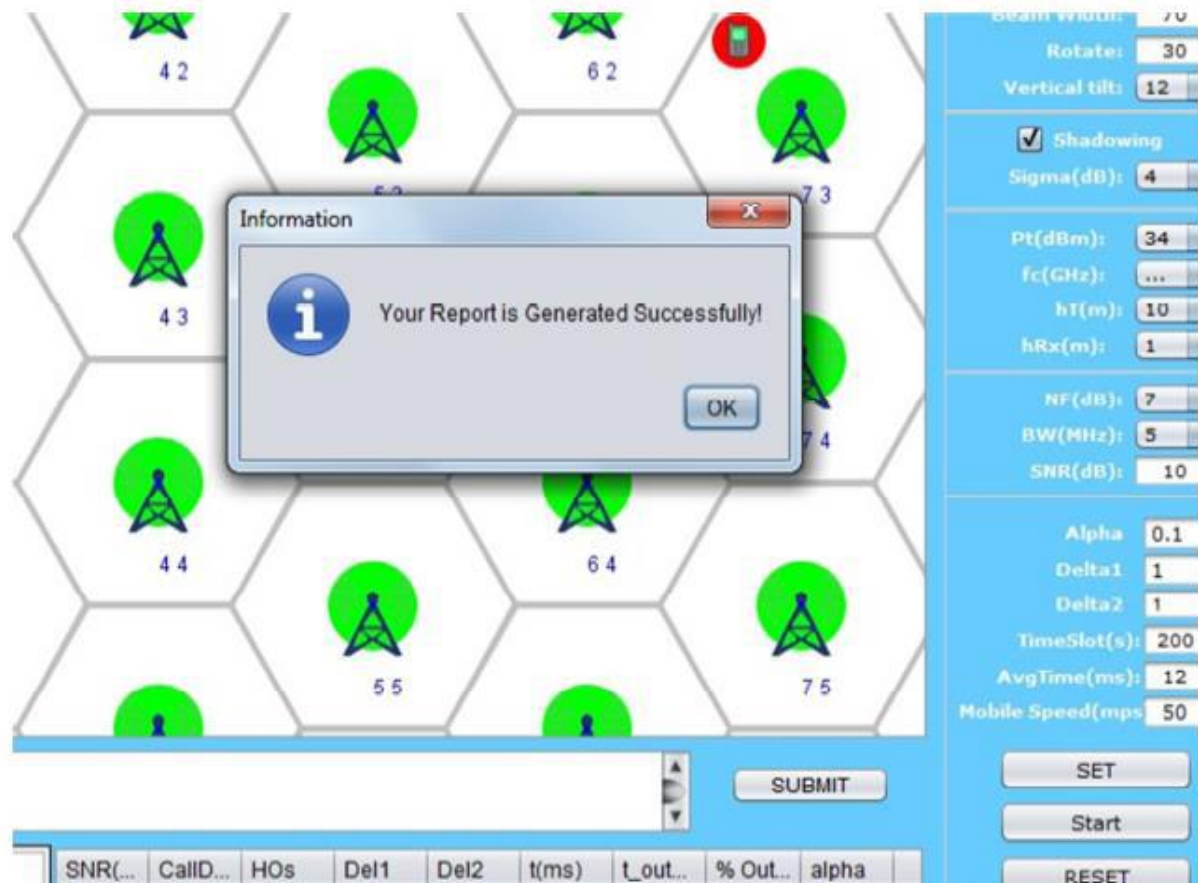 4 2
6 2
7 3
4 3
7 4
4 4
6 4
5 5
7 5
Information
x
Your Report is Generated Successfully!
OK
Beam Width: 70
Rotate: 30
Vertical tilt: 12
Shadowing
Sigma(dB): 4
Pt(dBm): 34
fc(GHz): ...
hT(m): 10
hRx(m): 1
NF(dB): 7
BW(MHz): 5
SNR(dB): 10
Alpha 0.1
Delta1 1
Delta2 1
TimeSlot(s): 200
AvgTime(ms): 12
Mobile Speed(mps 50
SET
Start
RESET
SUBMIT
SNR(... CallD... HOs Del1 Del2 t(ms) t_out... % Out... alpha